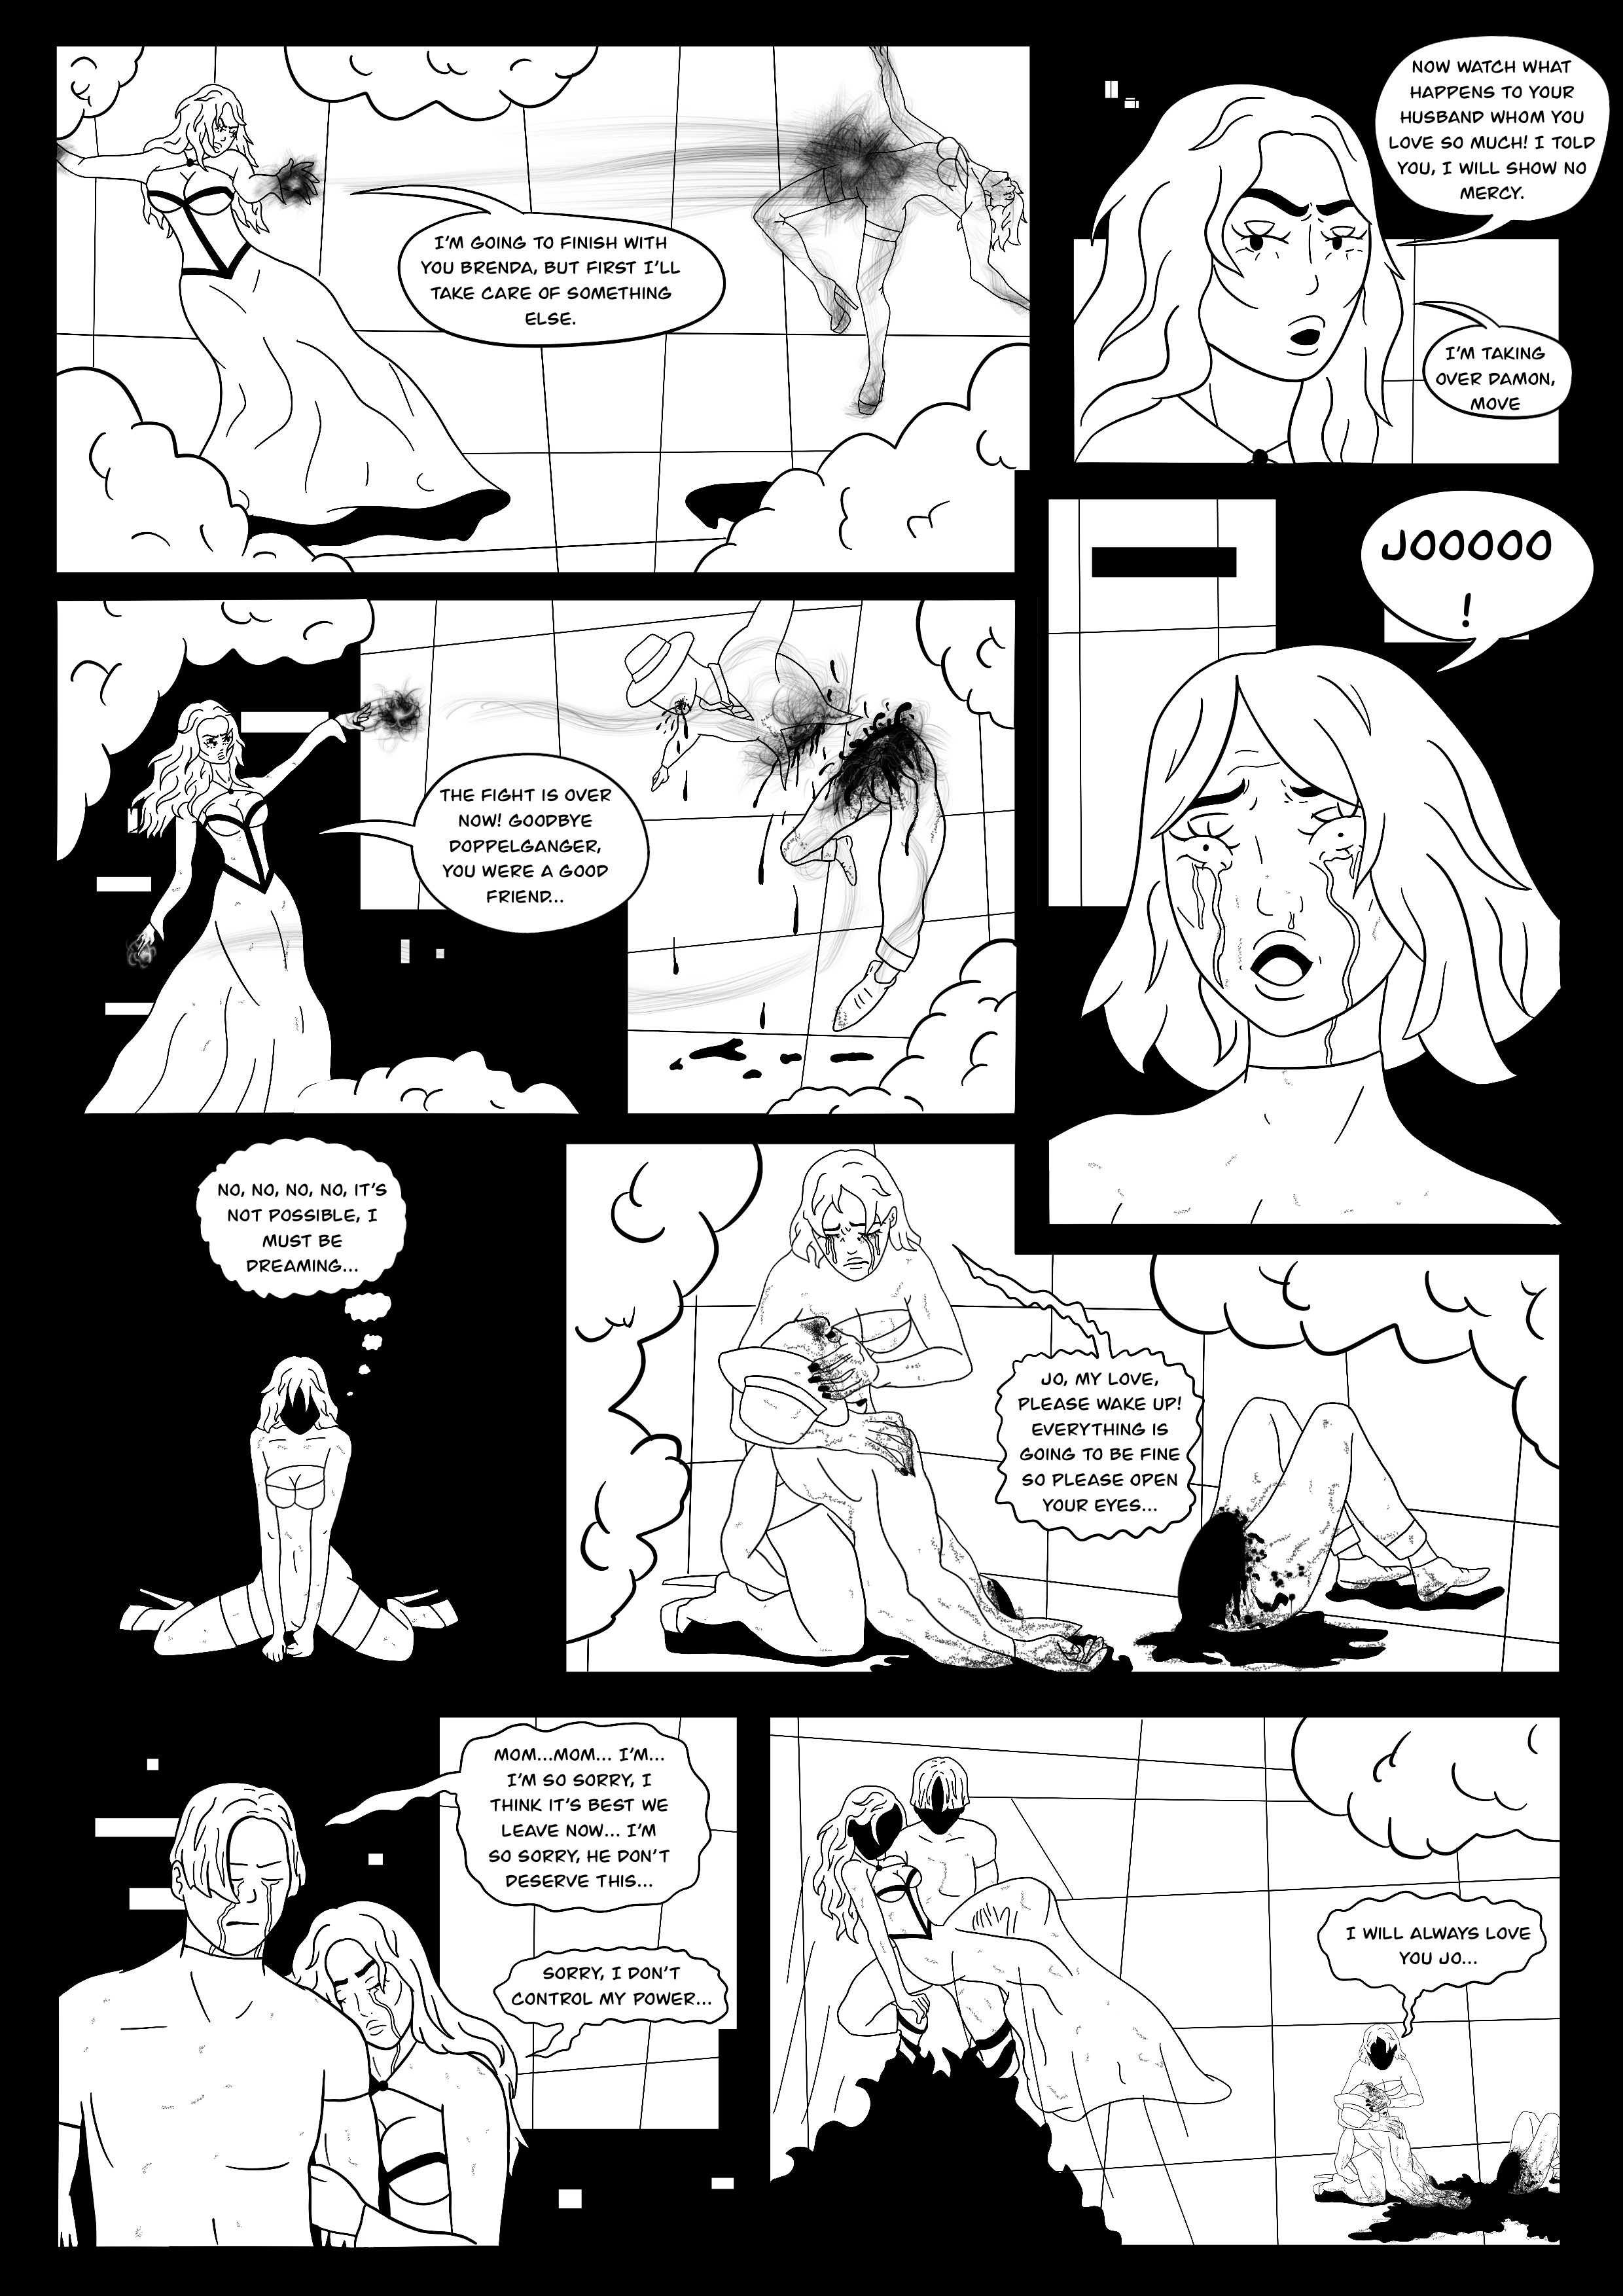 I'M GOING TO FINISH WITH
YOU BRENDA, BUT FIRST I'LL
TAKE CARE OF SOMETHING
ELSE.
NOW WATCH WHAT
HAPPENS TO YOUR
HUSBAND WHOM YOU
LOVE SO MUCH! I TOLD
YOU, I WILL SHOW NO
MERCY.
I'M TAKING
OVER DAMON,
MOVE
THE FIGHT IS OVER
NOW! GOODBYE
DOPPELGANGER,
YOU WERE A GOOD
FRIEND...
JOOOOO
!
NO, NO, NO, NO, IT'S
NOT POSSIBLE, I
MUST BE
DREAMING...
JO, MY LOVE,
PLEASE WAKE UP!
EVERYTHING IS
GOING TO BE FINE
SO PLEASE OPEN
YOUR EYES...
MOM...MOM... I'M...
I'M SO SORRY, I
THINK IT'S BEST WE
LEAVE NOW... I'M
SO SORRY, HE DON'T
DESERVE THIS...
SORRY, I DON'T
CONTROL MY POWER...
I WILL ALWAYS LOVE
YOU JO...